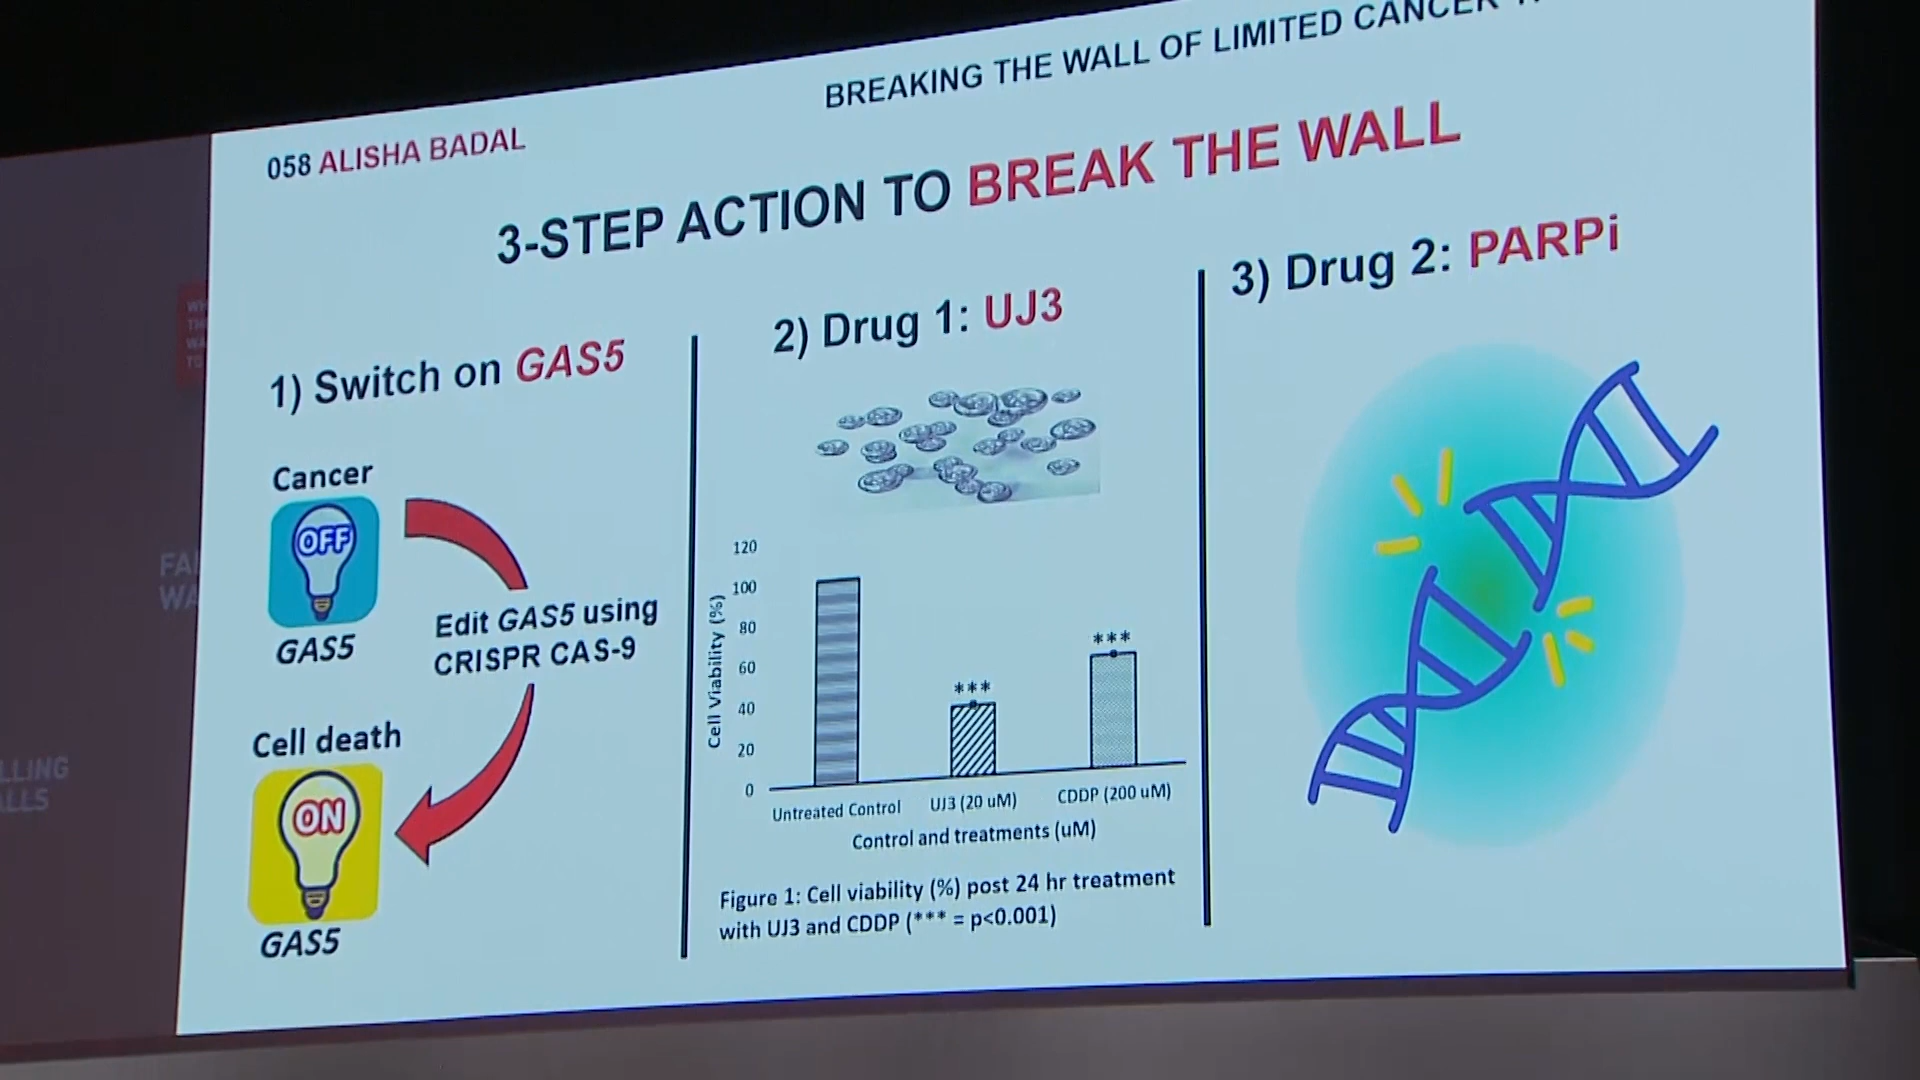 BREAKING THE WALL OF LIMITED CANCER
058 ALISHA BADAL
3-STEP ACTION TO BREAK THE WALL
1) Switch on GAS5
Cancer
OFF
GAS5
Edit GAS5 using
CRISPR CAS-9
Cell death
ON
GAS5
2) Drug 1: UJ3
120
100
80
60
40
20
0
Cell Viability (%)
***
***
Untreated Control
UJ3 (20 uM)
CDDP (200 uM)
Control and treatments (uM)
Figure 1: Cell viability (%) post 24 hr treatment
with UJ3 and CDDP (*** = p<0.001)
3) Drug 2: PARPi